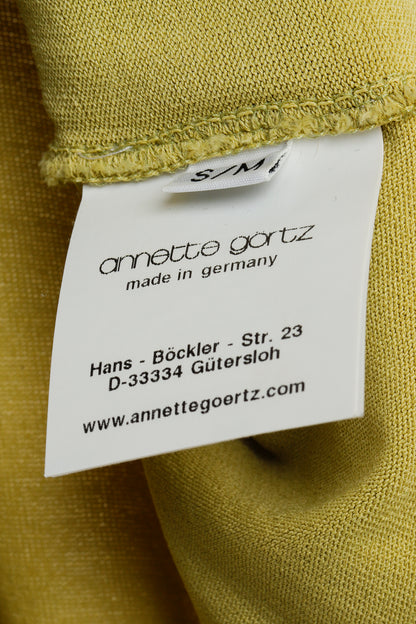 S/M
annette görtz
made in germany
Hans - Böckler - Str. 23
D-33334 Gütersloh
www.annettegoertz.com